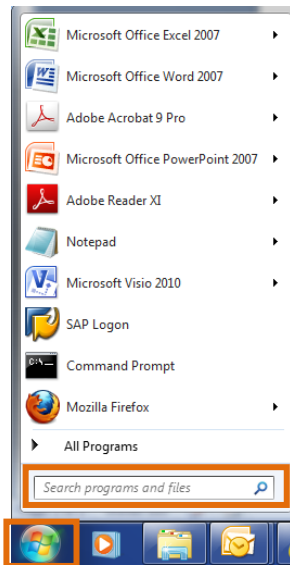 Microsoft Office Excel 2007
Microsoft Office Word 2007
Adobe Acrobat 9 Pro
Microsoft Office PowerPoint 2007
Adobe Reader XI
Notepad
Microsoft Visio 2010
SAP Logon
C:\
Command Prompt
Mozilla Firefox
All Programs
Search programs and files